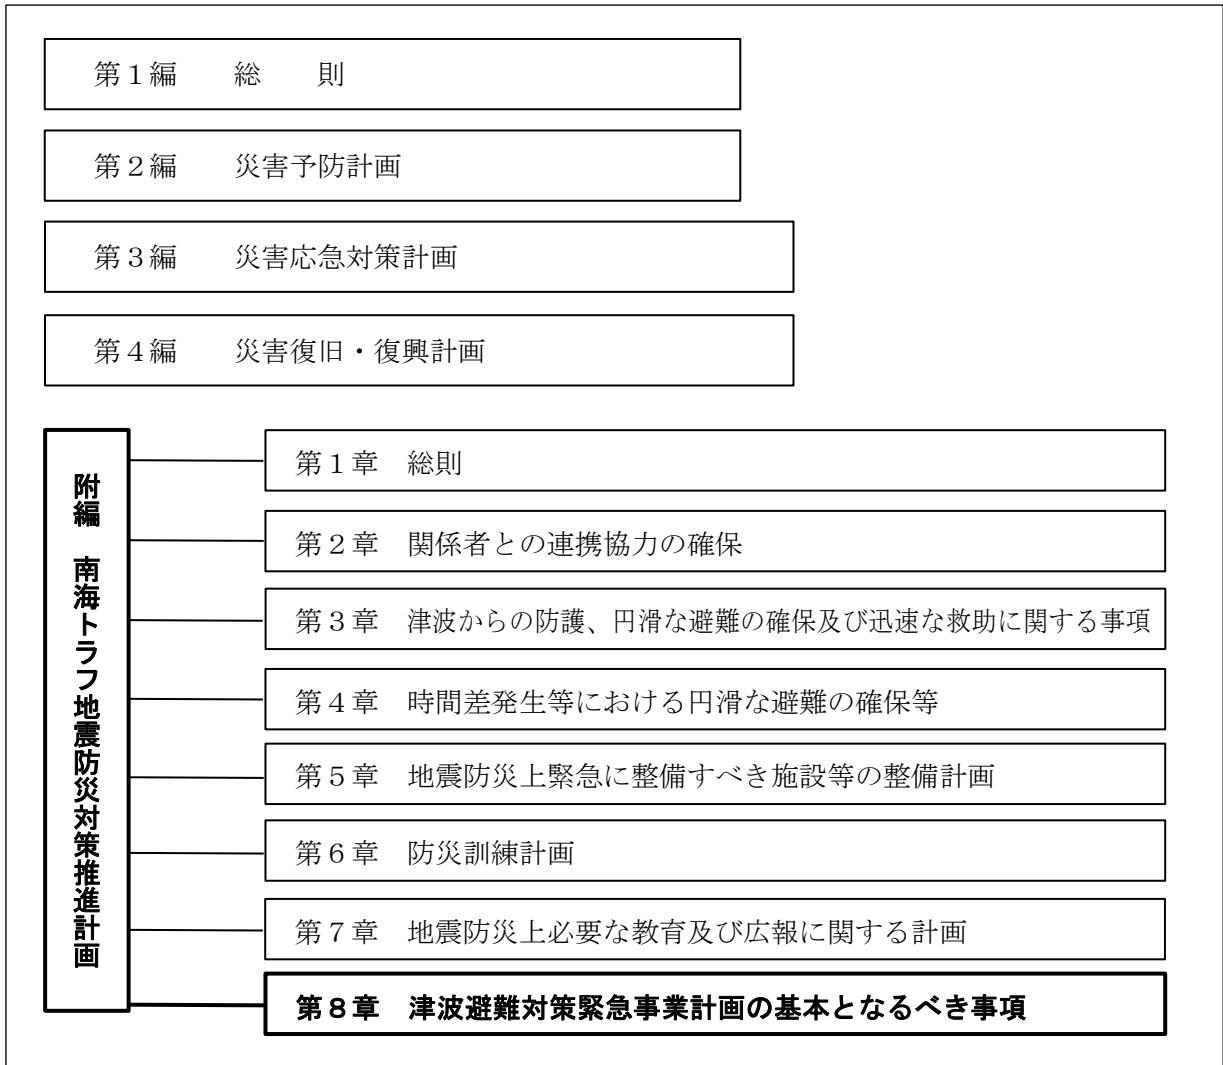 第１編　　総　　則
第２編　　災害予防計画
第３編　　災害応急対策計画
第４編　　災害復旧・復興計画
附編　南海トラフ地震防災対策推進計画
第１章　総則
第２章　関係者との連携協力の確保
第３章　津波からの防護、円滑な避難の確保及び迅速な救助に関する事項
第４章　時間差発生等における円滑な避難の確保等
第５章　地震防災上緊急に整備すべき施設等の整備計画
第６章　防災訓練計画
第７章　地震防災上必要な教育及び広報に関する計画
第８章　津波避難対策緊急事業計画の基本となるべき事項